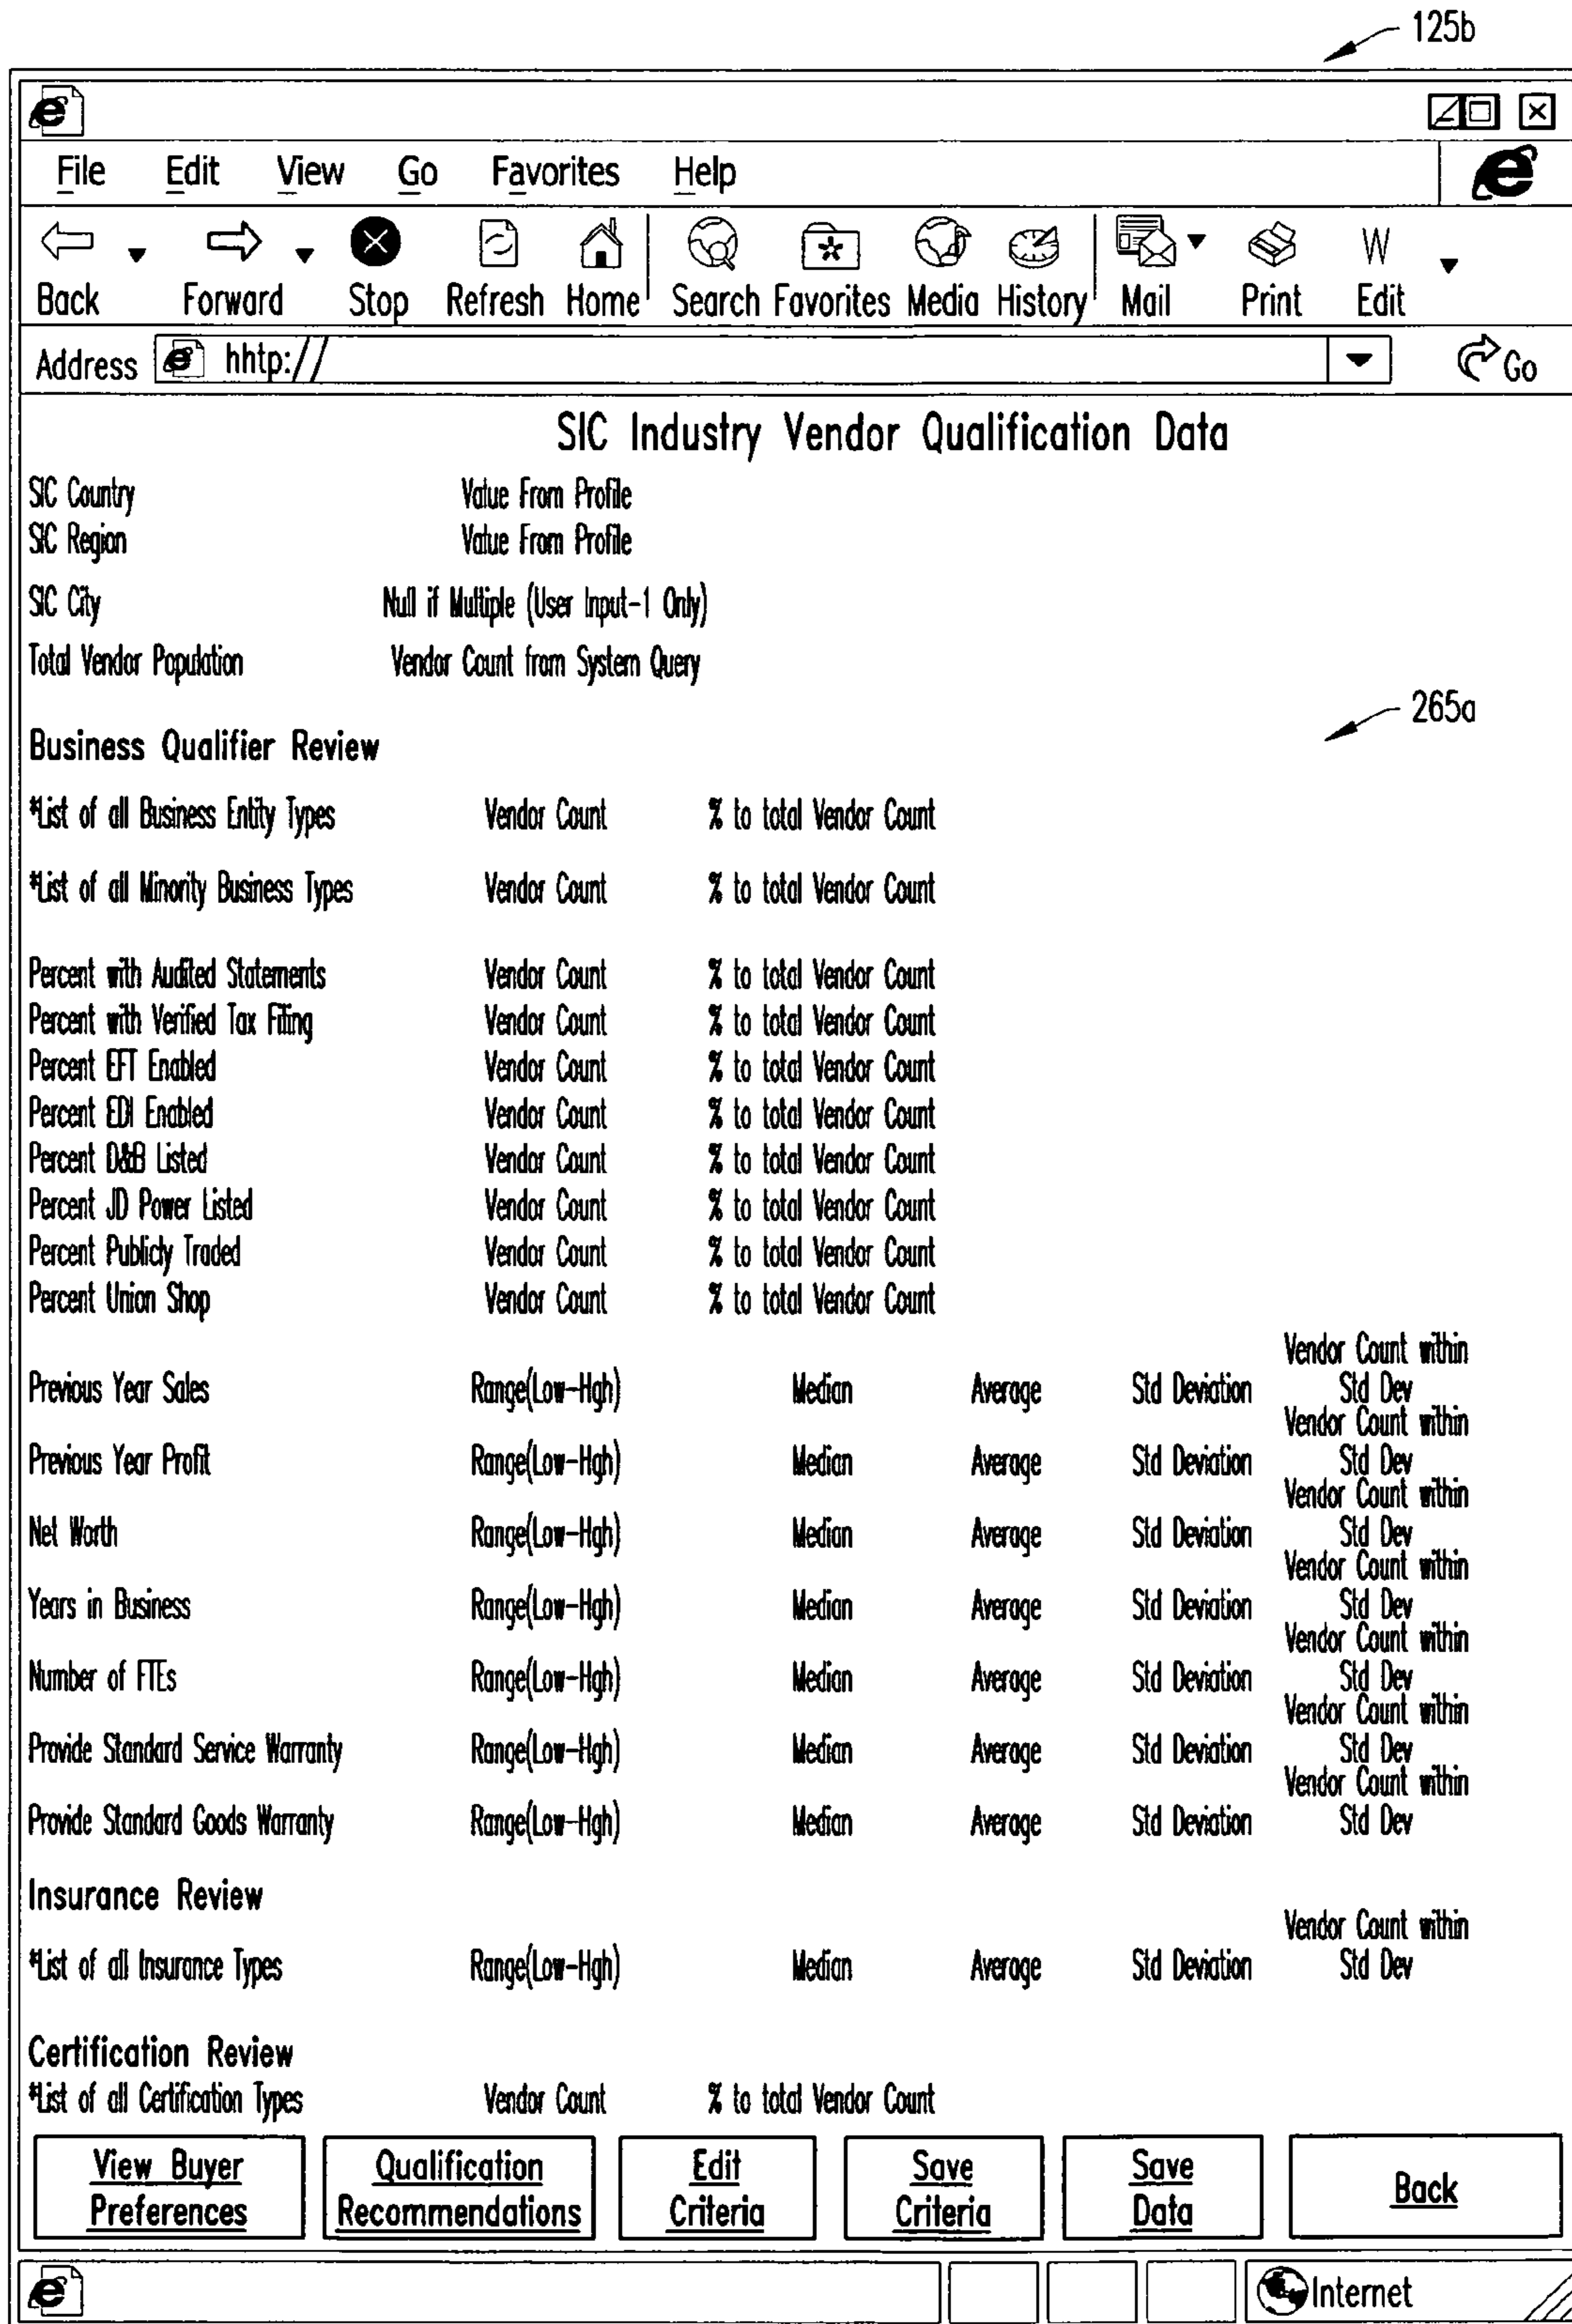 125b
File Edit View Go Favorites Help
Back Forward Stop Refresh Home Search Favorites Media History Mail Print W Edit
Address hhtp:// Go
SIC Industry Vendor Qualification Data
SIC Country Value From Profile
SIC Region Value From Profile
SIC City Null if Multiple (User Input-1 Only)
Total Vendor Population Vendor Count from System Query
265a
Business Qualifier Review
*List of all Business Entity Types Vendor Count % to total Vendor Count
*List of all Minority Business Types Vendor Count % to total Vendor Count
Percent with Audited Statements Vendor Count % to total Vendor Count
Percent with Verified Tax Filing Vendor Count % to total Vendor Count
Percent EFT Enabled Vendor Count % to total Vendor Count
Percent EDI Enabled Vendor Count % to total Vendor Count
Percent D&B Listed Vendor Count % to total Vendor Count
Percent JD Power Listed Vendor Count % to total Vendor Count
Percent Publicly Traded Vendor Count % to total Vendor Count
Percent Union Shop Vendor Count % to total Vendor Count
Vendor Count within
Previous Year Sales Range(Low-Hgh) Median Average Std Deviation Std Dev
Vendor Count within
Previous Year Profit Range(Low-Hgh) Median Average Std Deviation Std Dev
Vendor Count within
Net Worth Range(Low-Hgh) Median Average Std Deviation Std Dev
Vendor Count within
Years in Business Range(Low-Hgh) Median Average Std Deviation Std Dev
Vendor Count within
Number of FTEs Range(Low-Hgh) Median Average Std Deviation Std Dev
Vendor Count within
Provide Standard Service Warranty Range(Low-Hgh) Median Average Std Deviation Std Dev
Vendor Count within
Provide Standard Goods Warranty Range(Low-Hgh) Median Average Std Deviation Std Dev
Insurance Review
Vendor Count within
*List of all Insurance Types Range(Low-Hgh) Median Average Std Deviation Std Dev
Certification Review
*List of all Certification Types Vendor Count % to total Vendor Count
View Buyer Qualification Edit Save Save Back
Preferences Recommendations Criteria Criteria Data
Internet